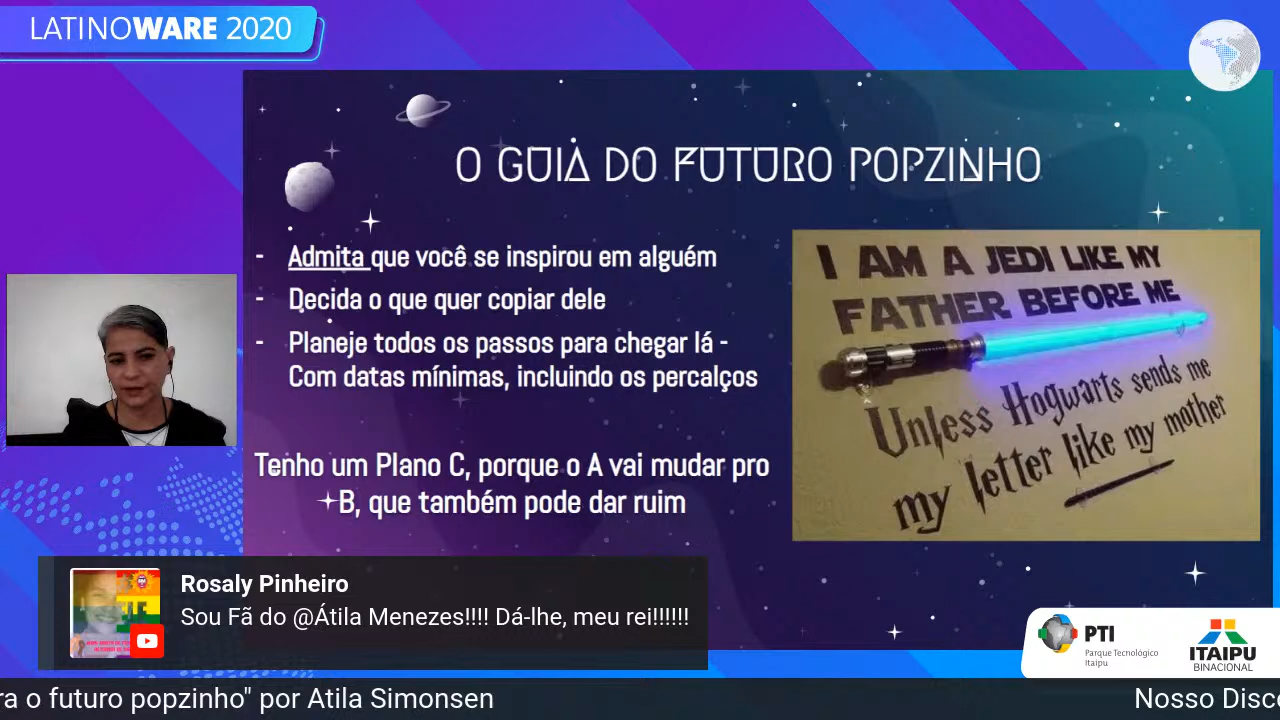 LATINOWARE 2020
O GUIA DO FUTURO POPZINHO
- Admita que você se inspirou em alguém
- Decida o que quer copiar dele
- Planeje todos os passos para chegar lá -
Com datas mínimas, incluindo os percalços
Tenho um Plano C, porque o A vai mudar pro
B, que também pode dar ruim
I AM A JEDI LIKE MY
FATHER BEFORE ME
Unless Hogwarts sends me
my letter like my mother
Rosaly Pinheiro
Sou Fã do @Átila Menezes!!!! Dá-lhe, meu rei!!!!!!
PTI
Parque Tecnológico
Itaipu
ITAIPU
BINACIONAL
ra o futuro popzinho" por Atila Simonsen
Nosso Disco